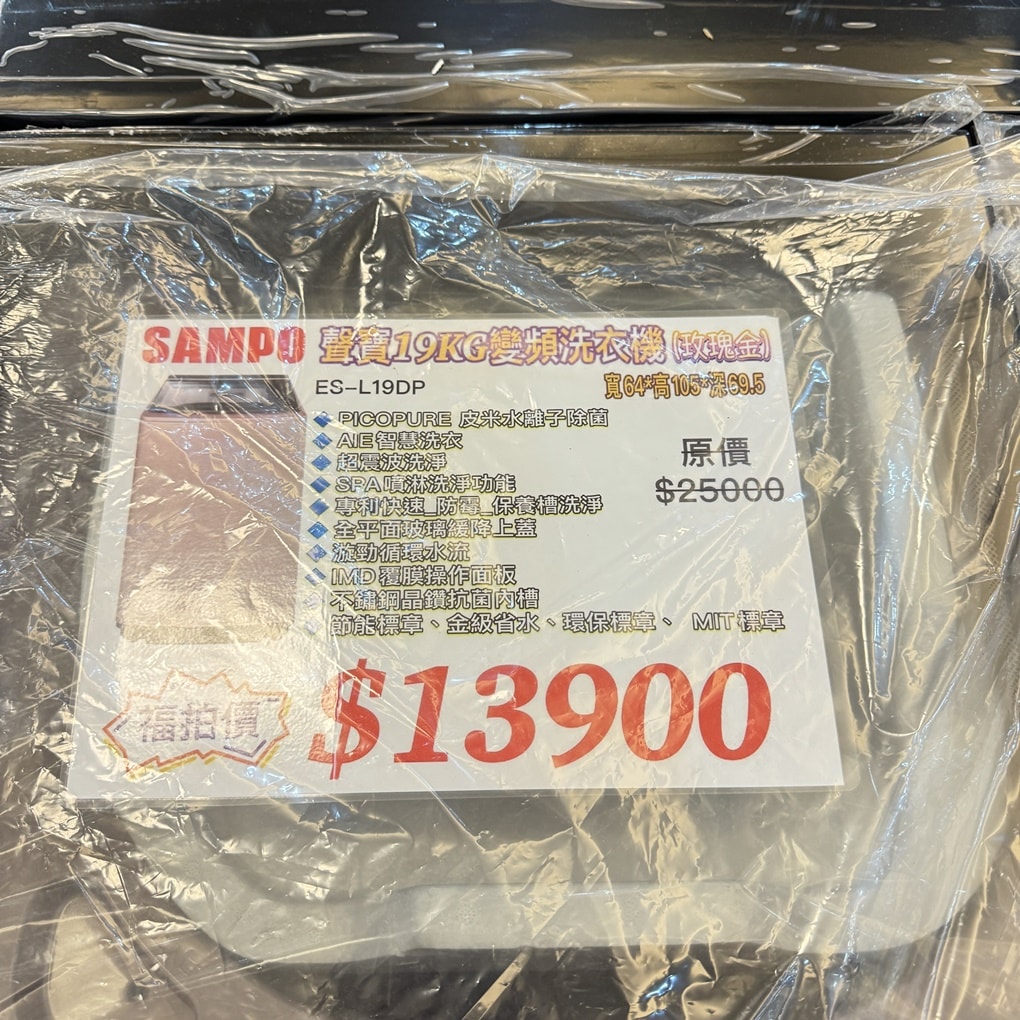 SAMPO 聲寶19KG變頻洗衣機(玫瑰金)
ES-L19DP 寬64*高105*深69.5
PICOPURE 皮米水離子除菌
AIE智慧洗衣
超震波洗淨
SPA噴淋洗淨功能
專利快速_防霉_保養槽洗淨
全平面玻璃緩降上蓋
漩勁循環水流
IMD覆膜操作面板
不鏽鋼晶鑽抗菌內槽
節能標章、金級省水、環保標章、 MIT標章
原價
$25000
福拍價
$13900